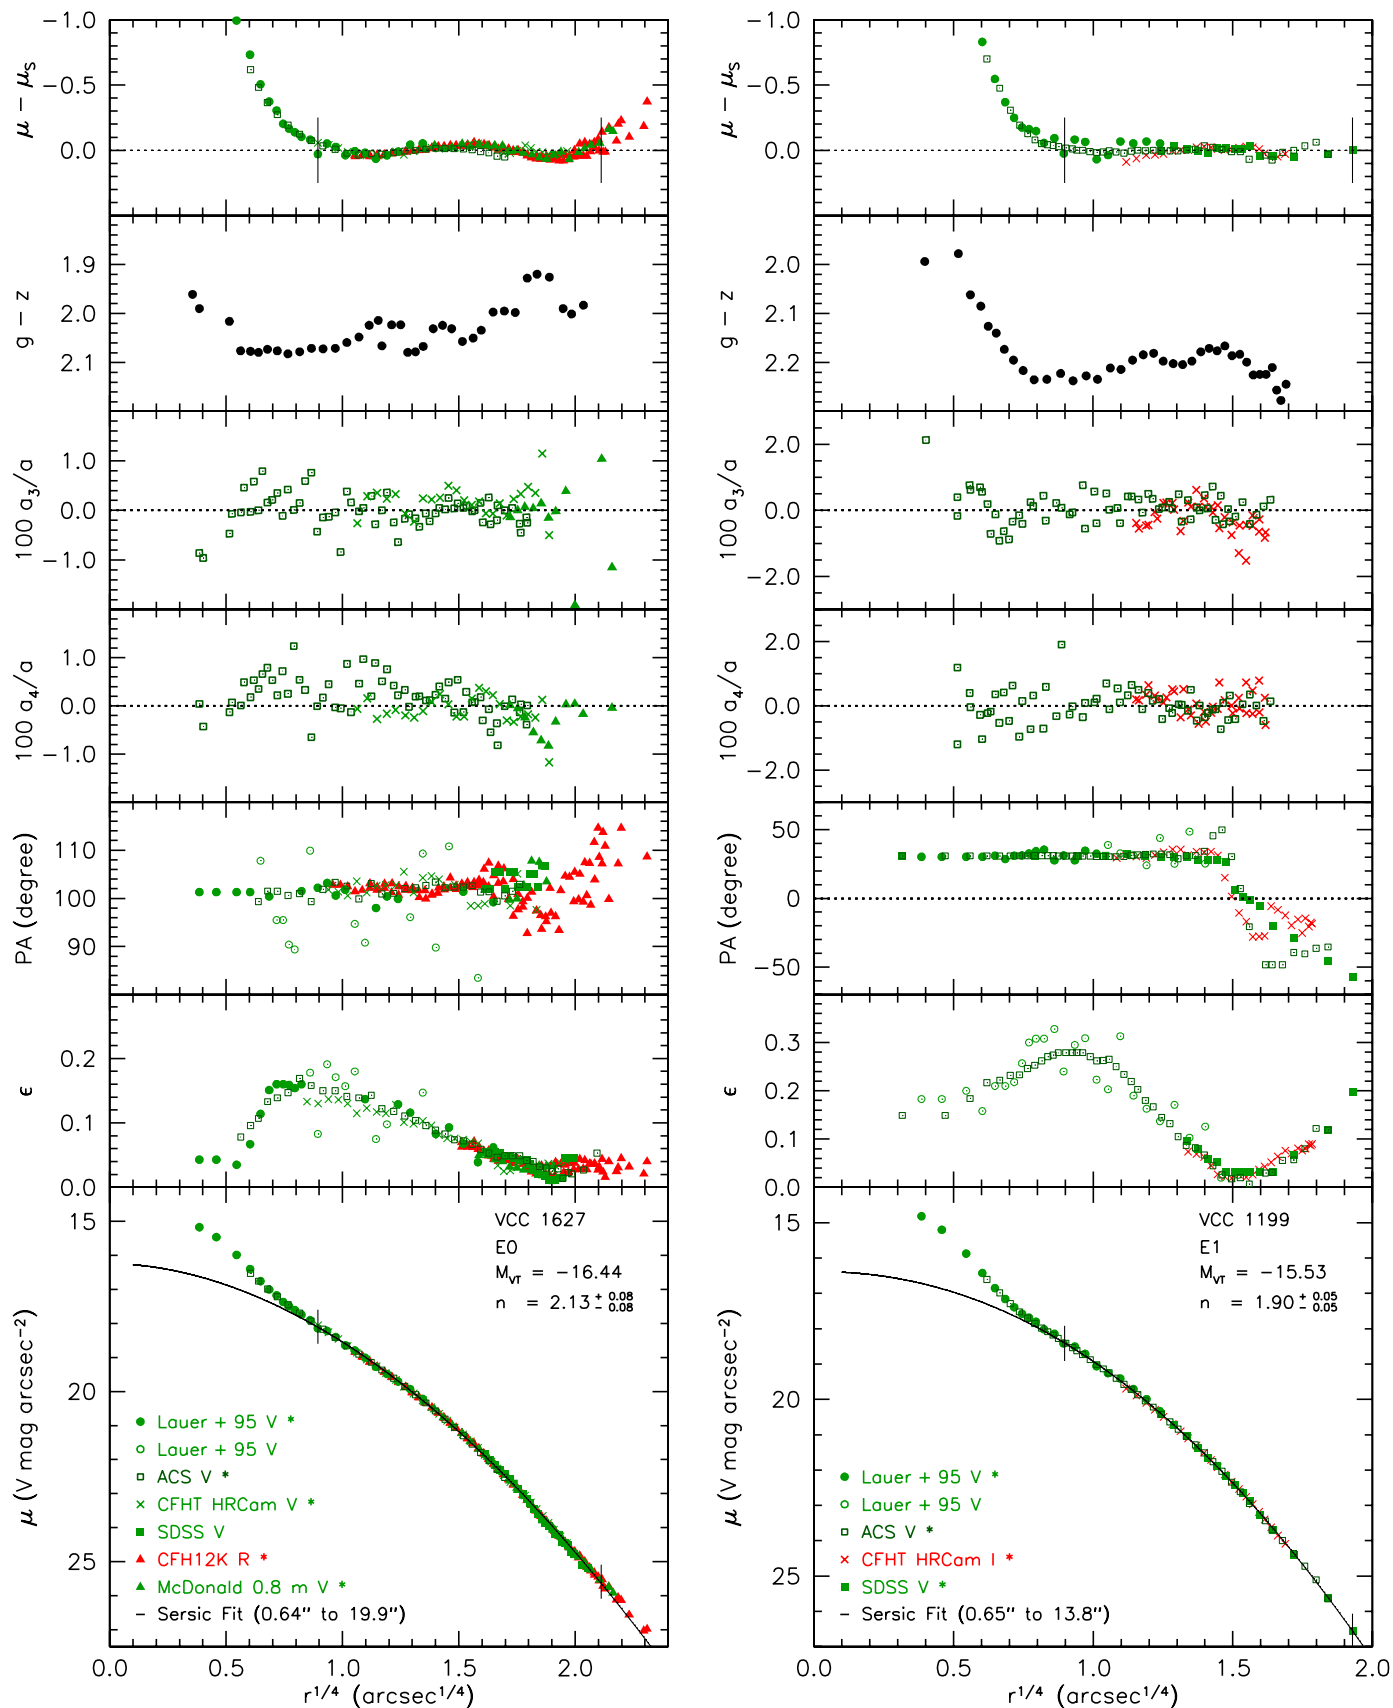 μ − μS
−1.0
−0.5
0.0
g − z
1.9
2.0
2.1
100 a3/a
1.0
0.0
−1.0
100 a4/a
1.0
0.0
−1.0
PA (degree)
110
100
90
ϵ
0.2
0.1
0.0
μ (V mag arcsec−2)
15
20
25
VCC 1627
E0
MVT = −16.44
n = 2.13 + 0.08 − 0.08
Lauer + 95 V *
Lauer + 95 V
ACS V *
CFHT HRCam V *
SDSS V
CFH12K R *
McDonald 0.8 m V *
− Sersic Fit (0.64″ to 19.9″)
0.0 0.5 1.0 1.5 2.0
r1/4 (arcsec1/4)
μ − μS
−1.0
−0.5
0.0
g − z
2.0
2.1
2.2
100 a3/a
2.0
0.0
−2.0
100 a4/a
2.0
0.0
−2.0
PA (degree)
50
0
−50
ϵ
0.3
0.2
0.1
0.0
μ (V mag arcsec−2)
15
20
25
VCC 1199
E1
MVT = −15.53
n = 1.90 + 0.05 − 0.05
Lauer + 95 V *
Lauer + 95 V
ACS V *
CFHT HRCam I *
SDSS V *
− Sersic Fit (0.65″ to 13.8″)
0.0 0.5 1.0 1.5 2.0
r1/4 (arcsec1/4)